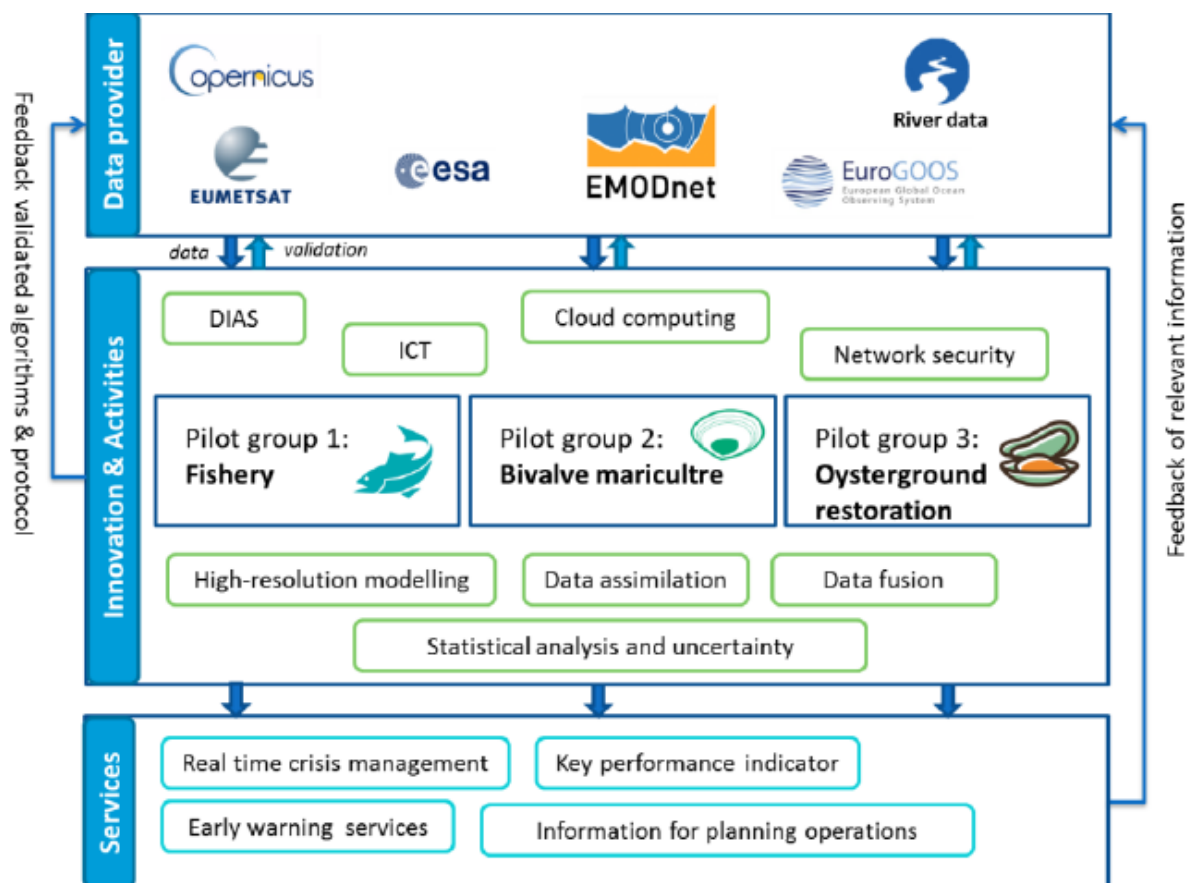 Data provider
Copernicus
EUMETSAT
esa
EMODnet
River data
EuroGOOS
European Global Ocean
Observing System
data
validation
Feedback validated algorithms & protocol
Feedback of relevant information
Innovation & Activities
DIAS
ICT
Cloud computing
Network security
Pilot group 1:
Fishery
Pilot group 2:
Bivalve maricultre
Pilot group 3:
Oysterground
restoration
High-resolution modelling
Data assimilation
Data fusion
Statistical analysis and uncertainty
Services
Real time crisis management
Key performance indicator
Early warning services
Information for planning operations